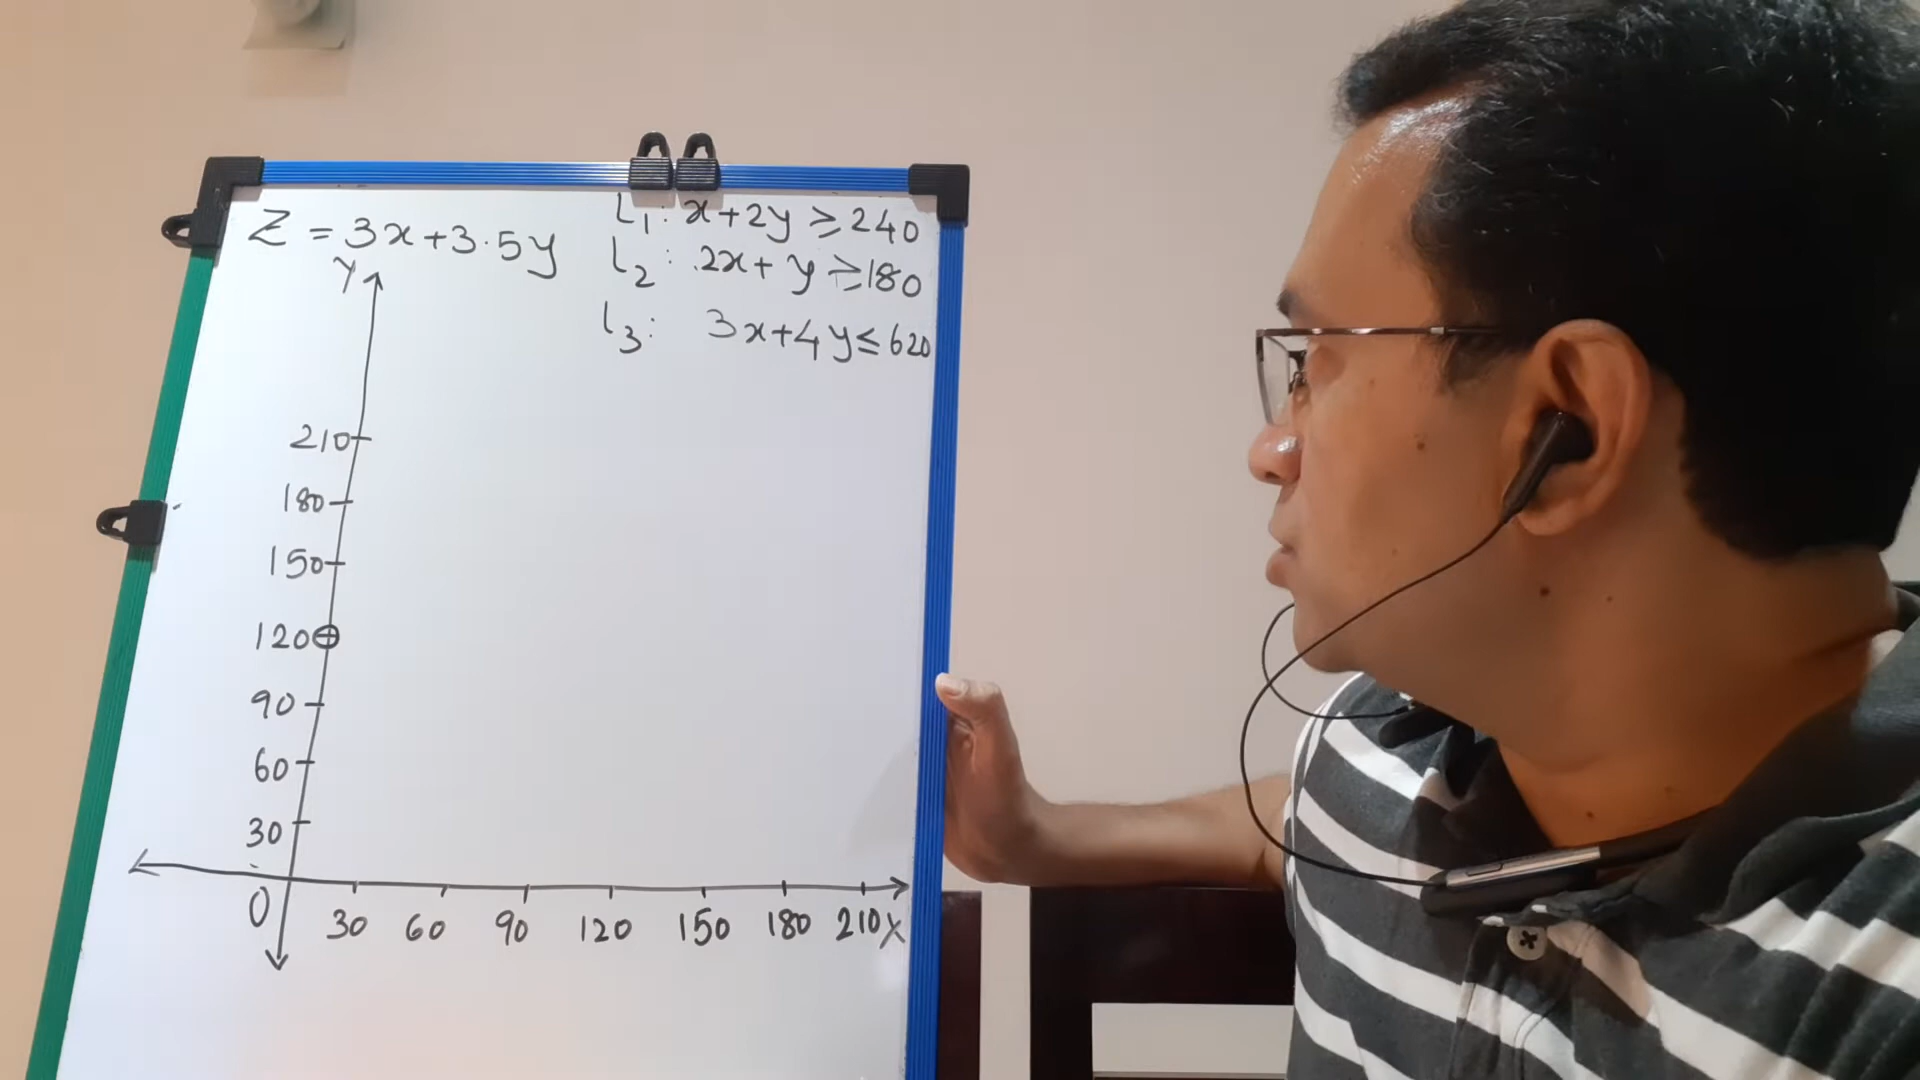 Z = 3x+3.5y
l₁: x+2y ≥ 240
l₂: 2x+ y ≥ 180
l₃: 3x+4y ≤ 620
Y
210
180
150
120
90
60
30
0 30 60 90 120 150 180 210 X